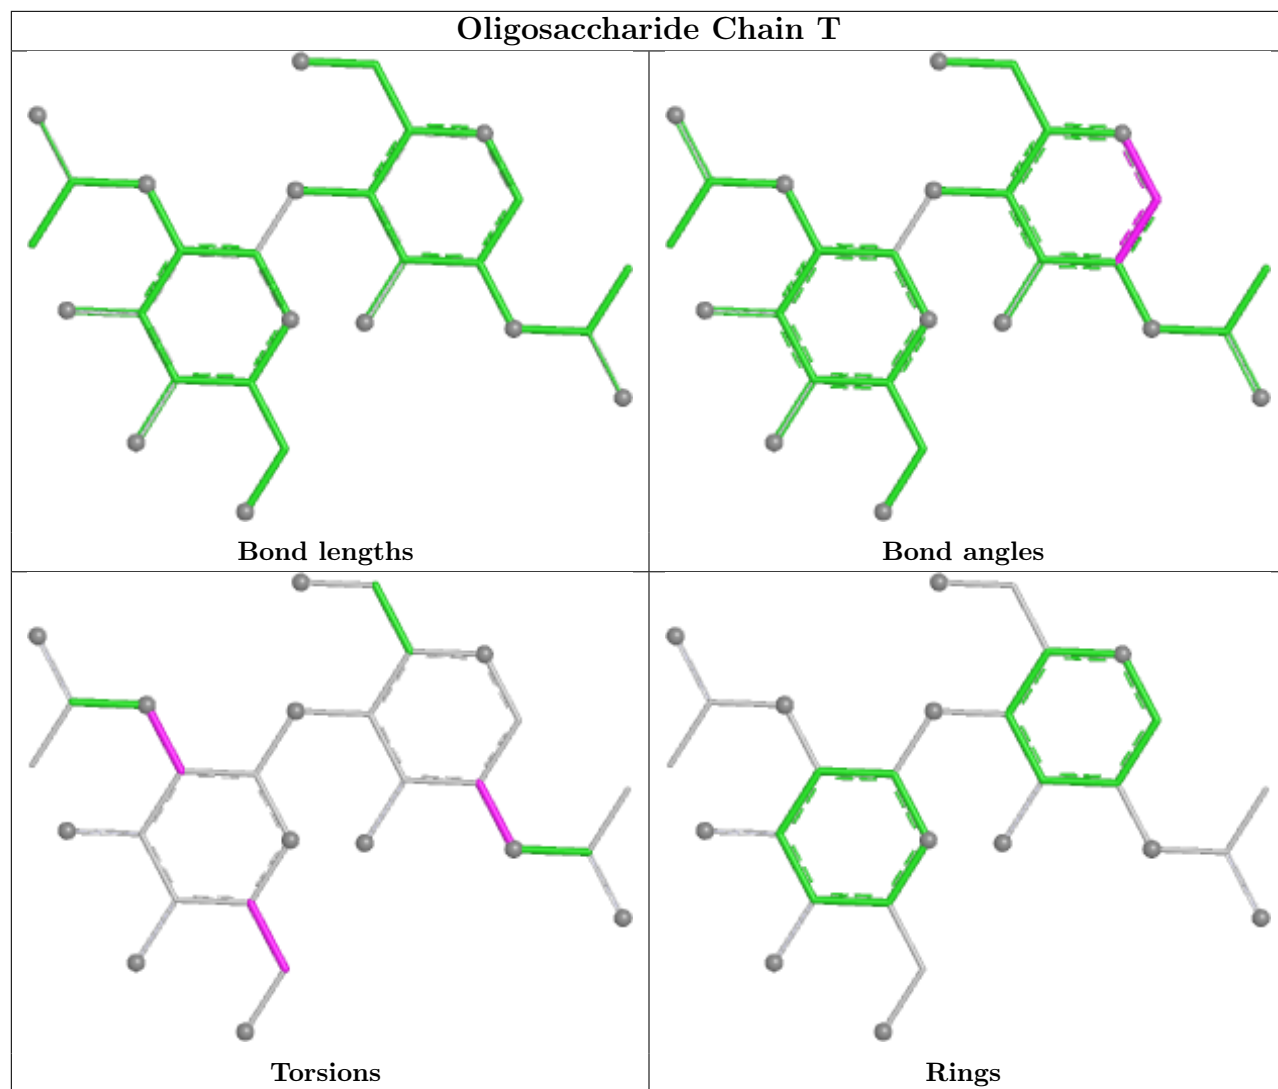 Oligosaccharide Chain T
Bond lengths
Bond angles
Torsions
Rings